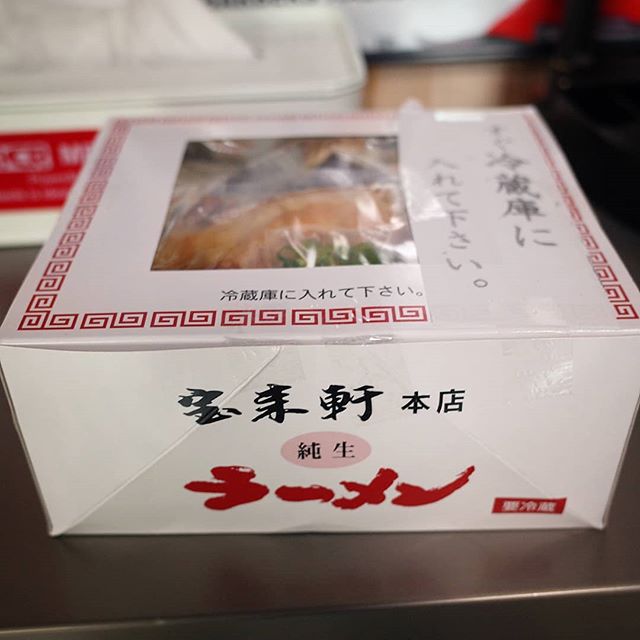 冷蔵庫に
入れて下さい。
冷蔵庫に入れて下さい。
宝来軒 本店
純生
ラーメン
要冷蔵